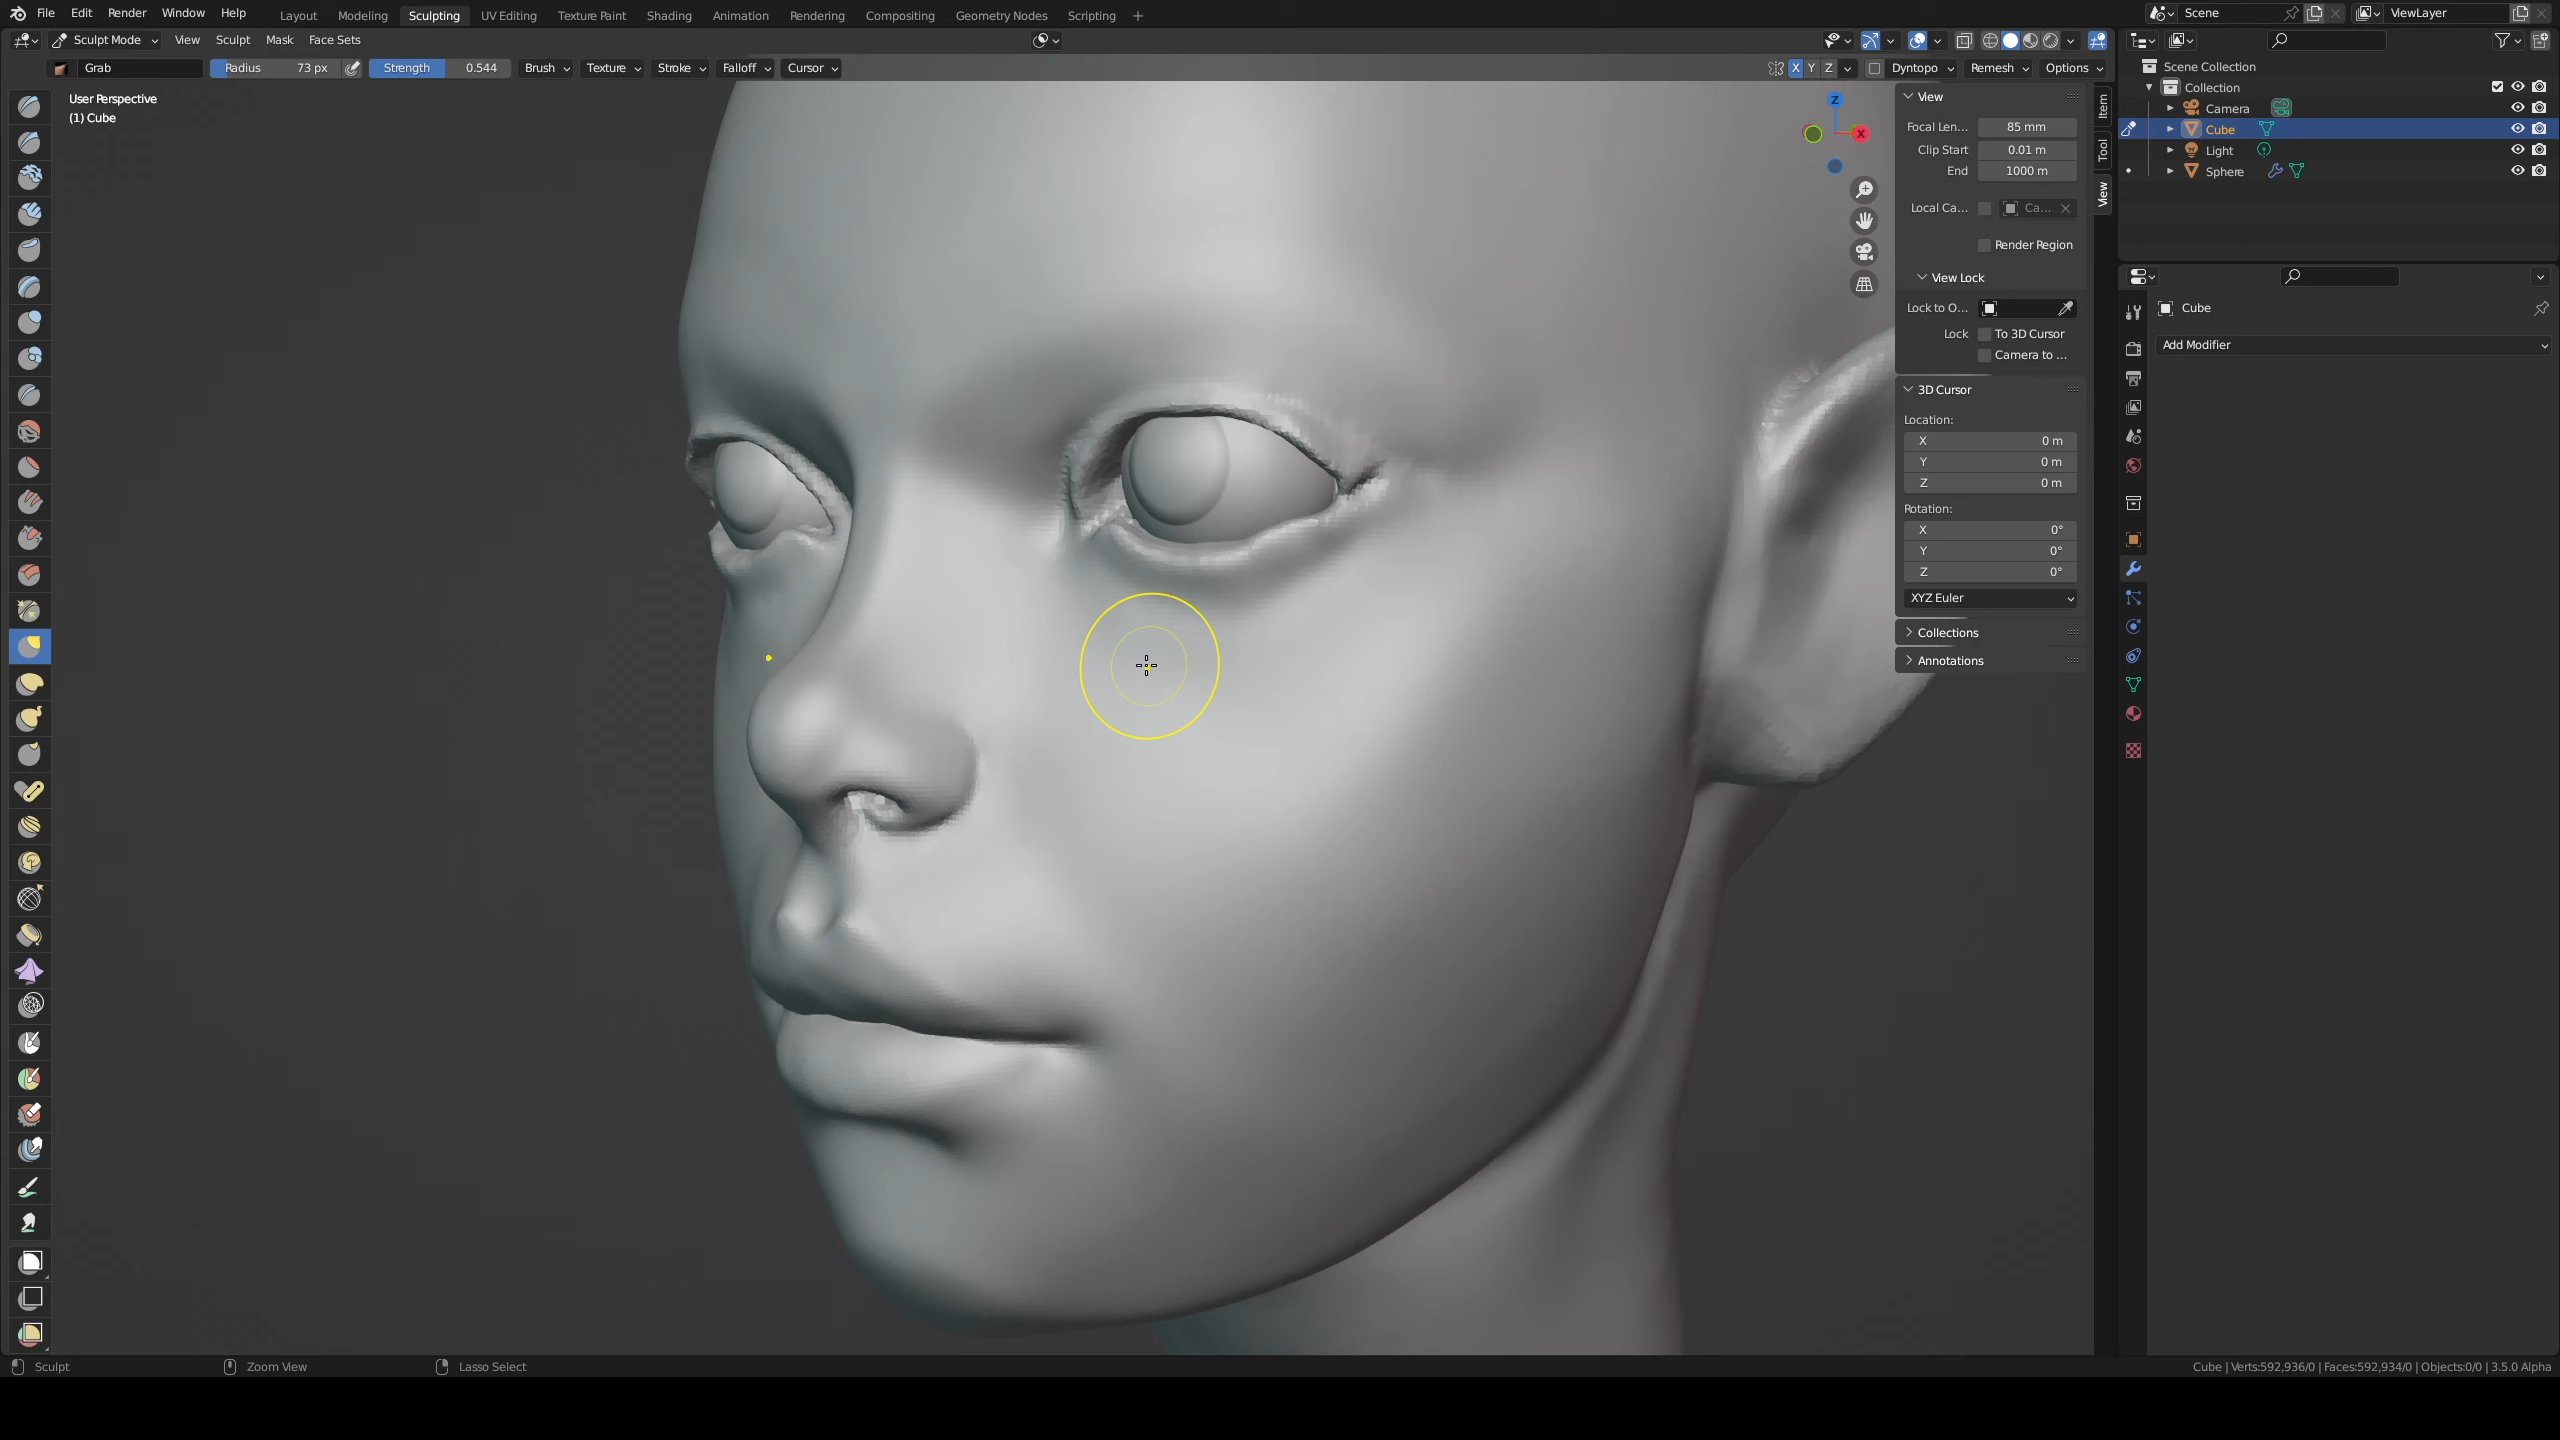 File Edit Render Window Help Layout Modeling Sculpting UV Editing Texture Paint Shading Animation Rendering Compositing Geometry Nodes Scripting + Scene ViewLayer
Sculpt Mode View Sculpt Mask Face Sets
Grab Radius 73 px Strength 0.544 Brush Texture Stroke Falloff Cursor X Y Z Dyntopo Remesh Options
User Perspective
(1) Cube
Z
X
View
Focal Len... 85 mm
Clip Start 0.01 m
End 1000 m
Local Ca... Ca...
Render Region
View Lock
Lock to O...
Lock To 3D Cursor
Camera to ...
3D Cursor
Location:
X 0 m
Y 0 m
Z 0 m
Rotation:
X 0°
Y 0°
Z 0°
XYZ Euler
Collections
Annotations
Item
Tool
View
Scene Collection
Collection
Camera
Cube
Light
Sphere
Cube
Add Modifier
Sculpt Zoom View Lasso Select
Cube | Verts:592,936/0 | Faces:592,934/0 | Objects:0/0 | 3.5.0 Alpha